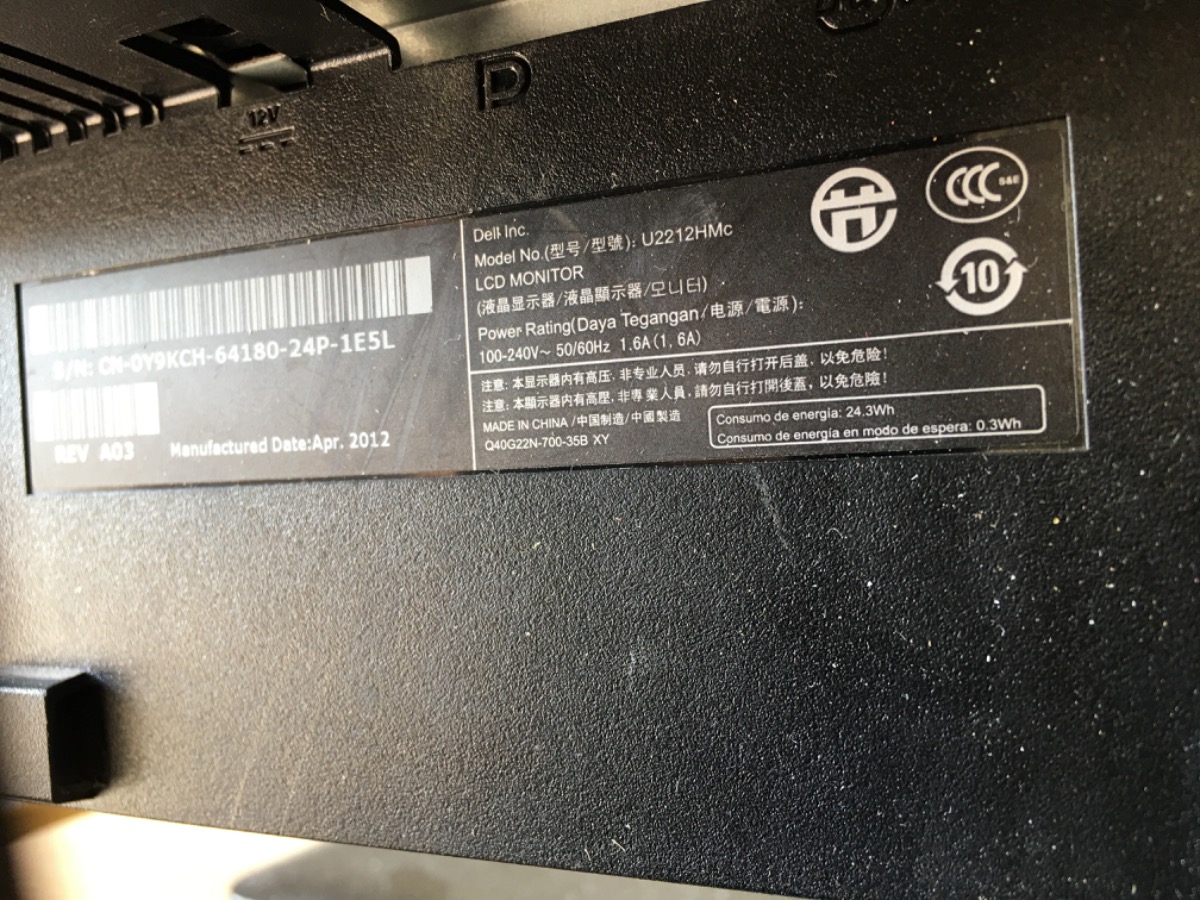 12V
D
S/N: CN-0Y9KCH-64180-24P-1E5L
REV A03
Manufactured Date:Apr. 2012
Dell Inc.
Model No.(型号/型號): U2212HMc
LCD MONITOR
(液晶显示器/液晶顯示器/모니터)
Power Rating(Daya Tegangan/电源/電源):
100-240V~ 50/60Hz 1.6A(1, 6A)
注意: 本显示器内有高压, 非专业人员, 请勿自行打开后盖, 以免危险!
注意: 本顯示器內有高壓, 非專業人員, 請勿自行打開後蓋, 以免危險!
MADE IN CHINA /中国制造/中國製造
Q40G22N-700-35B XY
Consumo de energía: 24.3Wh
Consumo de energía en modo de espera: 0.3Wh
CCC S&E
10